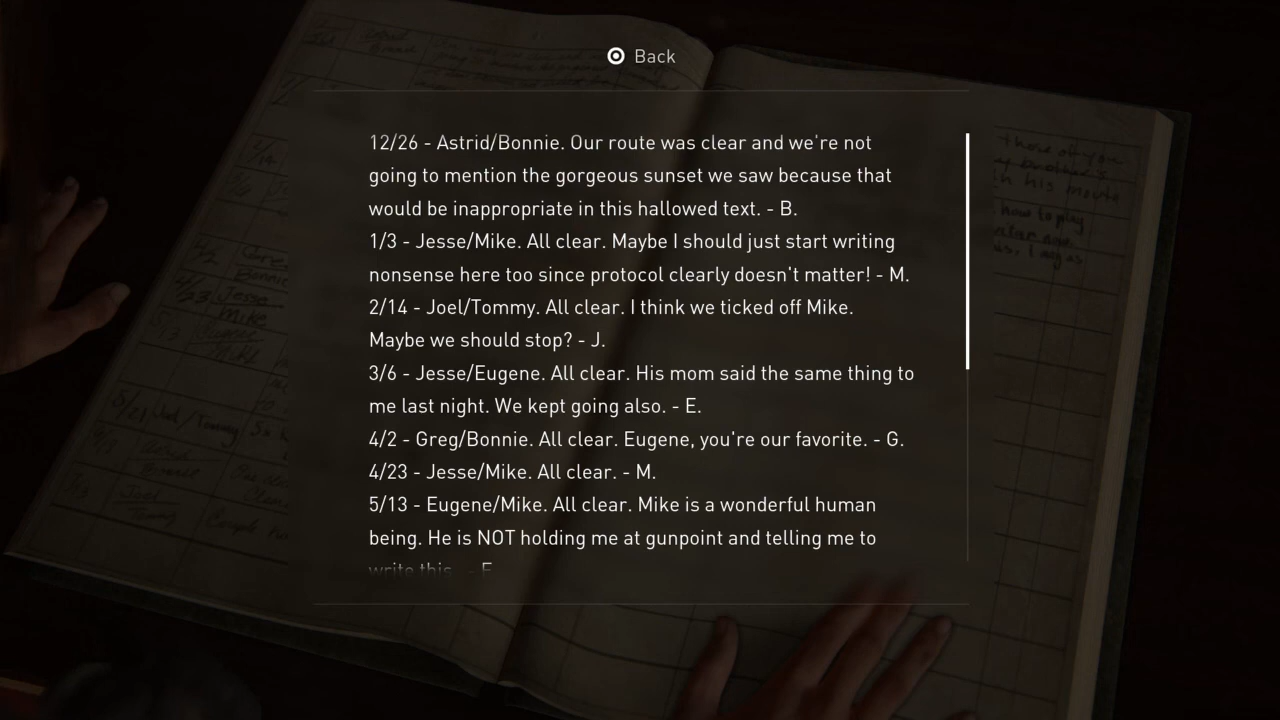 Back
12/26 - Astrid/Bonnie. Our route was clear and we're not
going to mention the gorgeous sunset we saw because that
would be inappropriate in this hallowed text. - B.
1/3 - Jesse/Mike. All clear. Maybe I should just start writing
nonsense here too since protocol clearly doesn't matter! - M.
2/14 - Joel/Tommy. All clear. I think we ticked off Mike.
Maybe we should stop? - J.
3/6 - Jesse/Eugene. All clear. His mom said the same thing to
me last night. We kept going also. - E.
4/2 - Greg/Bonnie. All clear. Eugene, you're our favorite. - G.
4/23 - Jesse/Mike. All clear. - M.
5/13 - Eugene/Mike. All clear. Mike is a wonderful human
being. He is NOT holding me at gunpoint and telling me to
write this. - E